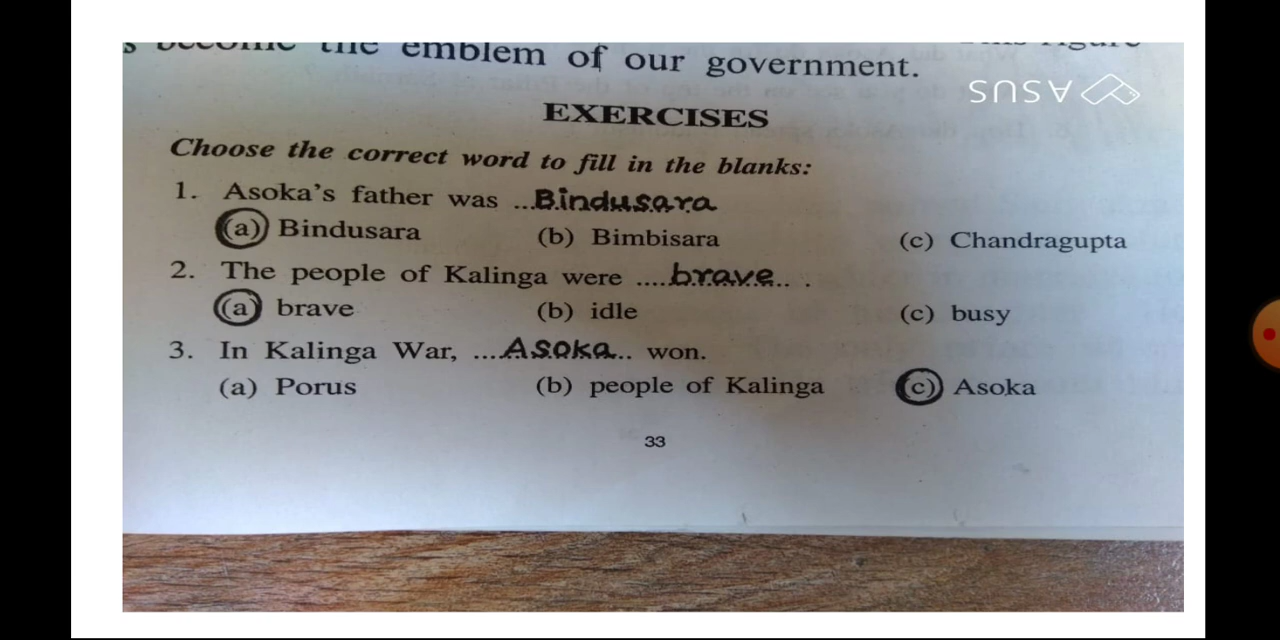 the emblem of our government.
SUSA
EXERCISES
Choose the correct word to fill in the blanks:
1. Asoka's father was ...Bindusara
(a) Bindusara (b) Bimbisara (c) Chandragupta
2. The people of Kalinga were ....brave.. .
(a) brave (b) idle (c) busy
3. In Kalinga War, ....Asoka.. won.
(a) Porus (b) people of Kalinga (c) Asoka
33